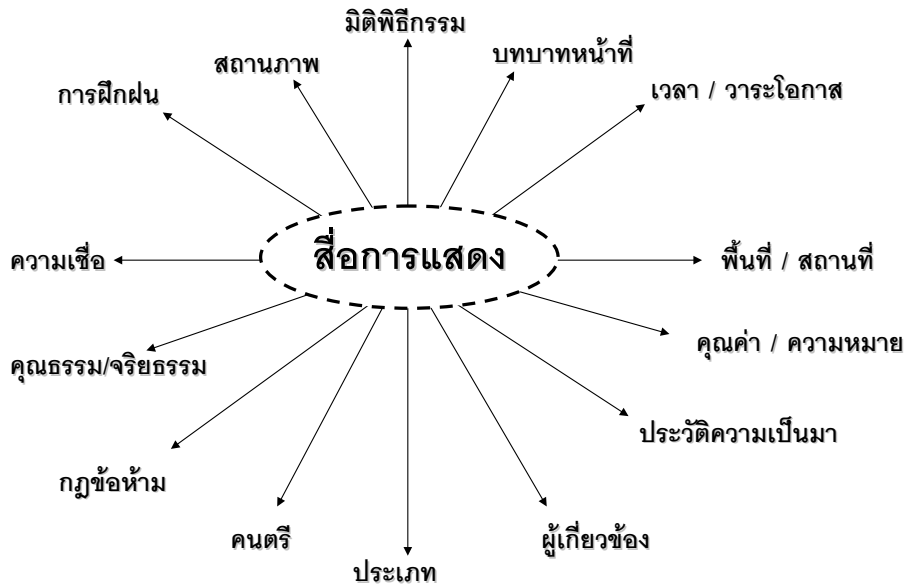 มิติพิธีกรรม
สถานภาพ
บทบาทหน้าที่
การฝึกฝน
เวลา / วาระโอกาส
สื่อการแสดง
ความเชื่อ
พื้นที่ / สถานที่
คุณค่า / ความหมาย
คุณธรรม/จริยธรรม
ประวัติความเป็นมา
กฎข้อห้าม
คนตรี
ผู้เกี่ยวข้อง
ประเภท